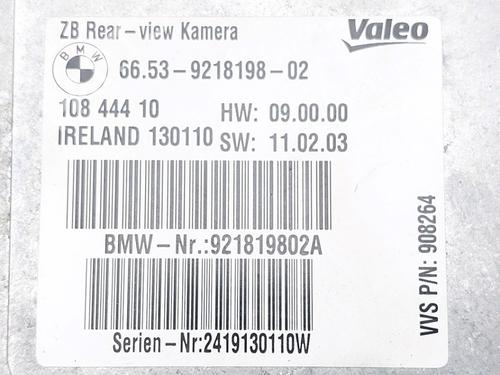 ZB Rear-view Kamera
Valeo
BMW
66.53-9218198-02
108 444 10 HW: 09.00.00
IRELAND 130110 SW: 11.02.03
BMW-Nr.:921819802A
Serien-Nr:2419130110W
VVS P/N: 908264